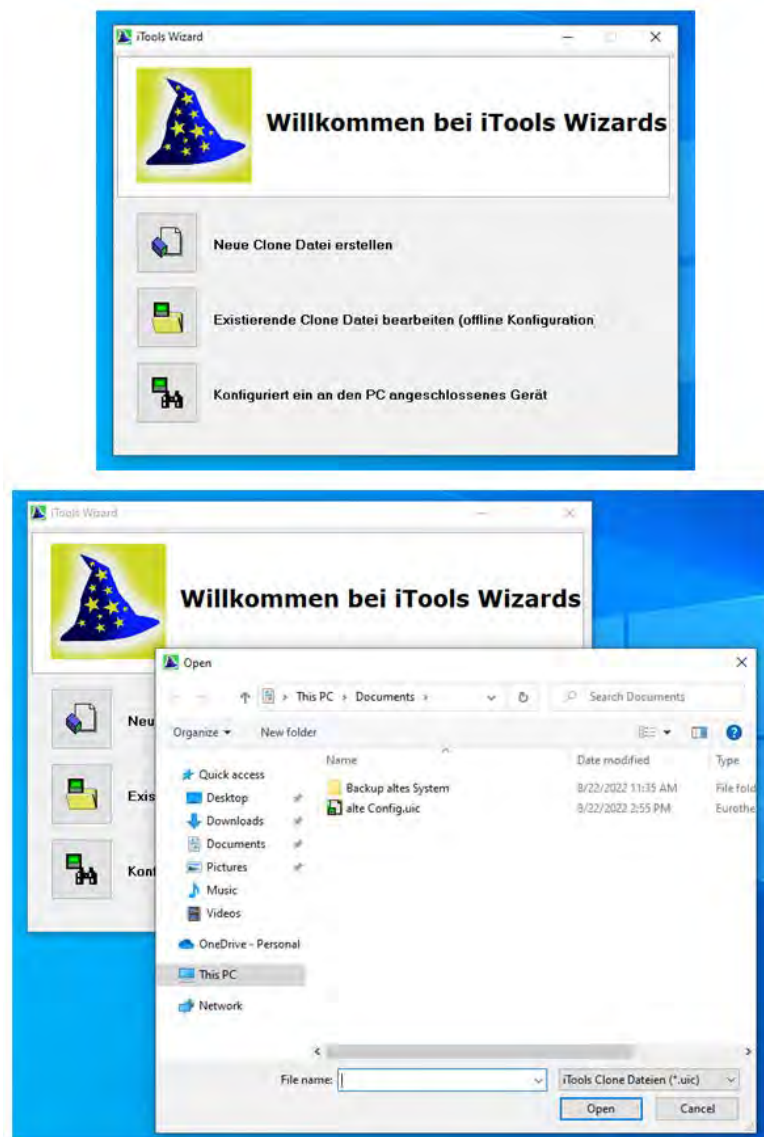 iTools Wizard
Willkommen bei iTools Wizards
Neue Clone Datei erstellen
Existierende Clone Datei bearbeiten (offline Konfiguration
Konfiguriert ein an den PC angeschlossenes Gerät
iTools Wizard
Willkommen bei iTools Wizards
Neu
Exis
Konf
Open
This PC > Documents >
Search Documents
Organize
New folder
Name
Date modified
Type
Quick access
Desktop
Downloads
Documents
Pictures
Music
Videos
OneDrive - Personal
This PC
Network
Backup altes System
8/22/2022 11:35 AM
File fold
alte Config.uic
8/22/2022 2:55 PM
Eurothe
File name:
iTools Clone Dateien (*.uic)
Open
Cancel